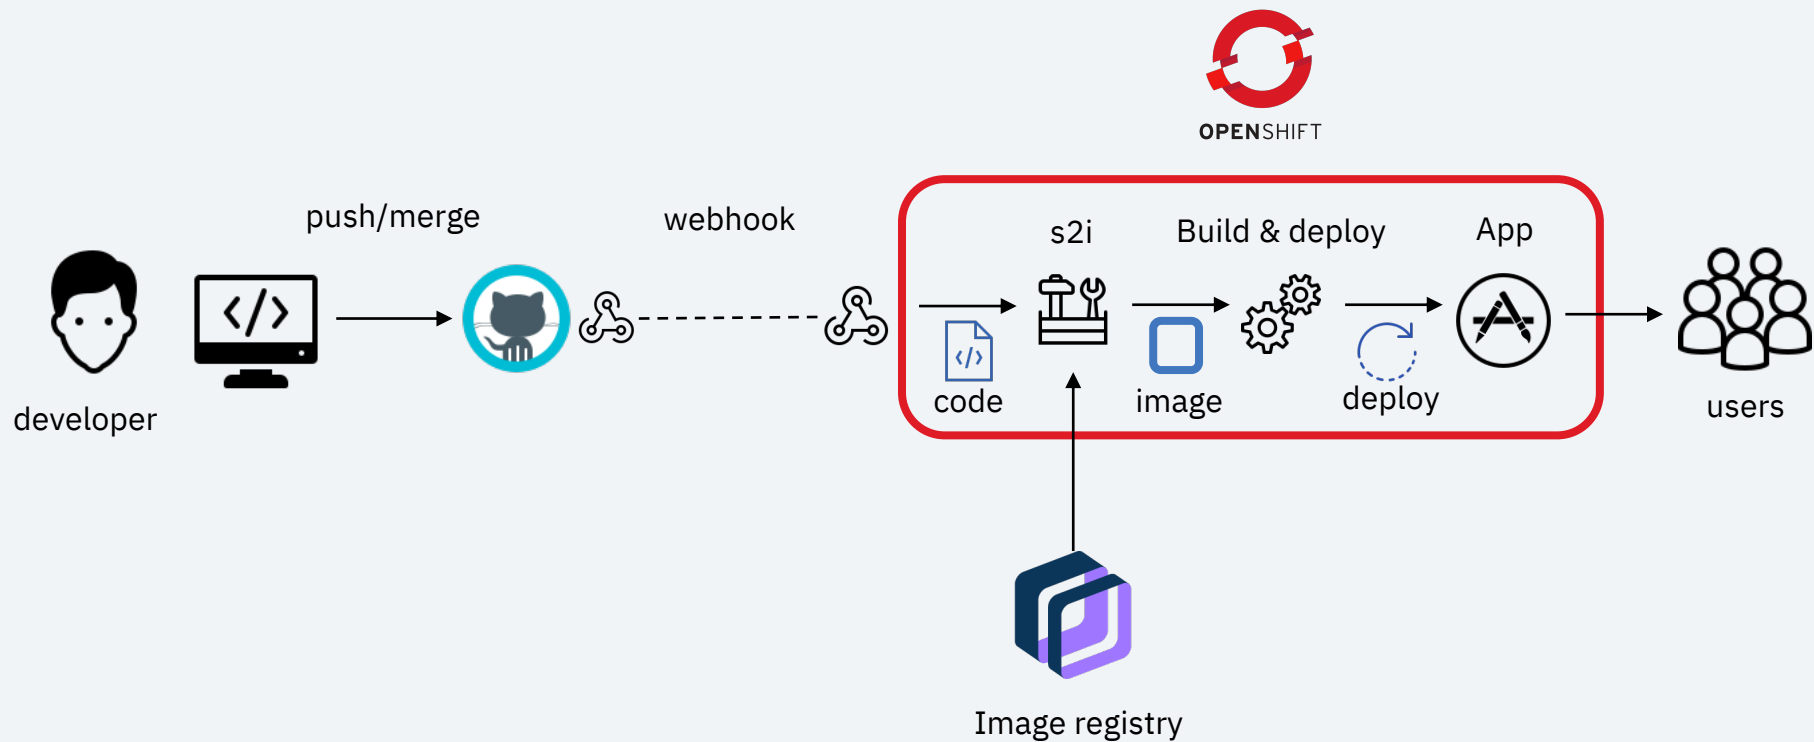 OPENSHIFT
push/merge
webhook
s2i
Build & deploy
App
</>
</>
code
image
deploy
developer
users
Image registry